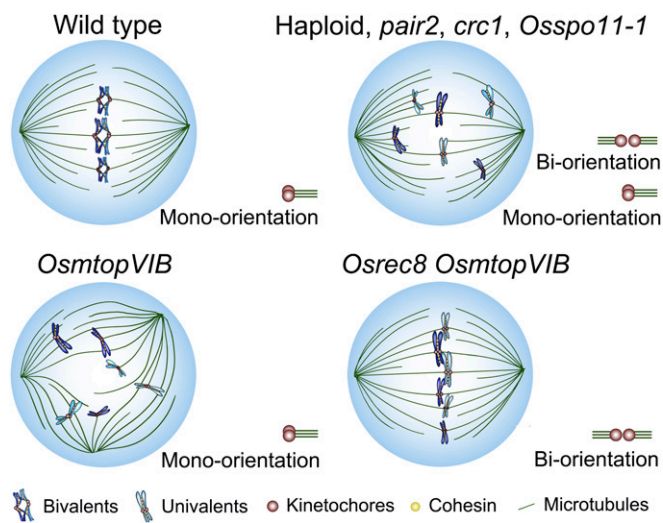 Wild type
Haploid, pair2, crc1, Osspo11-1
Bi-orientation
Mono-orientation
Mono-orientation
OsmtopVIB
Osrec8 OsmtopVIB
Mono-orientation
Bi-orientation
Bivalents Univalents Kinetochores Cohesin Microtubules